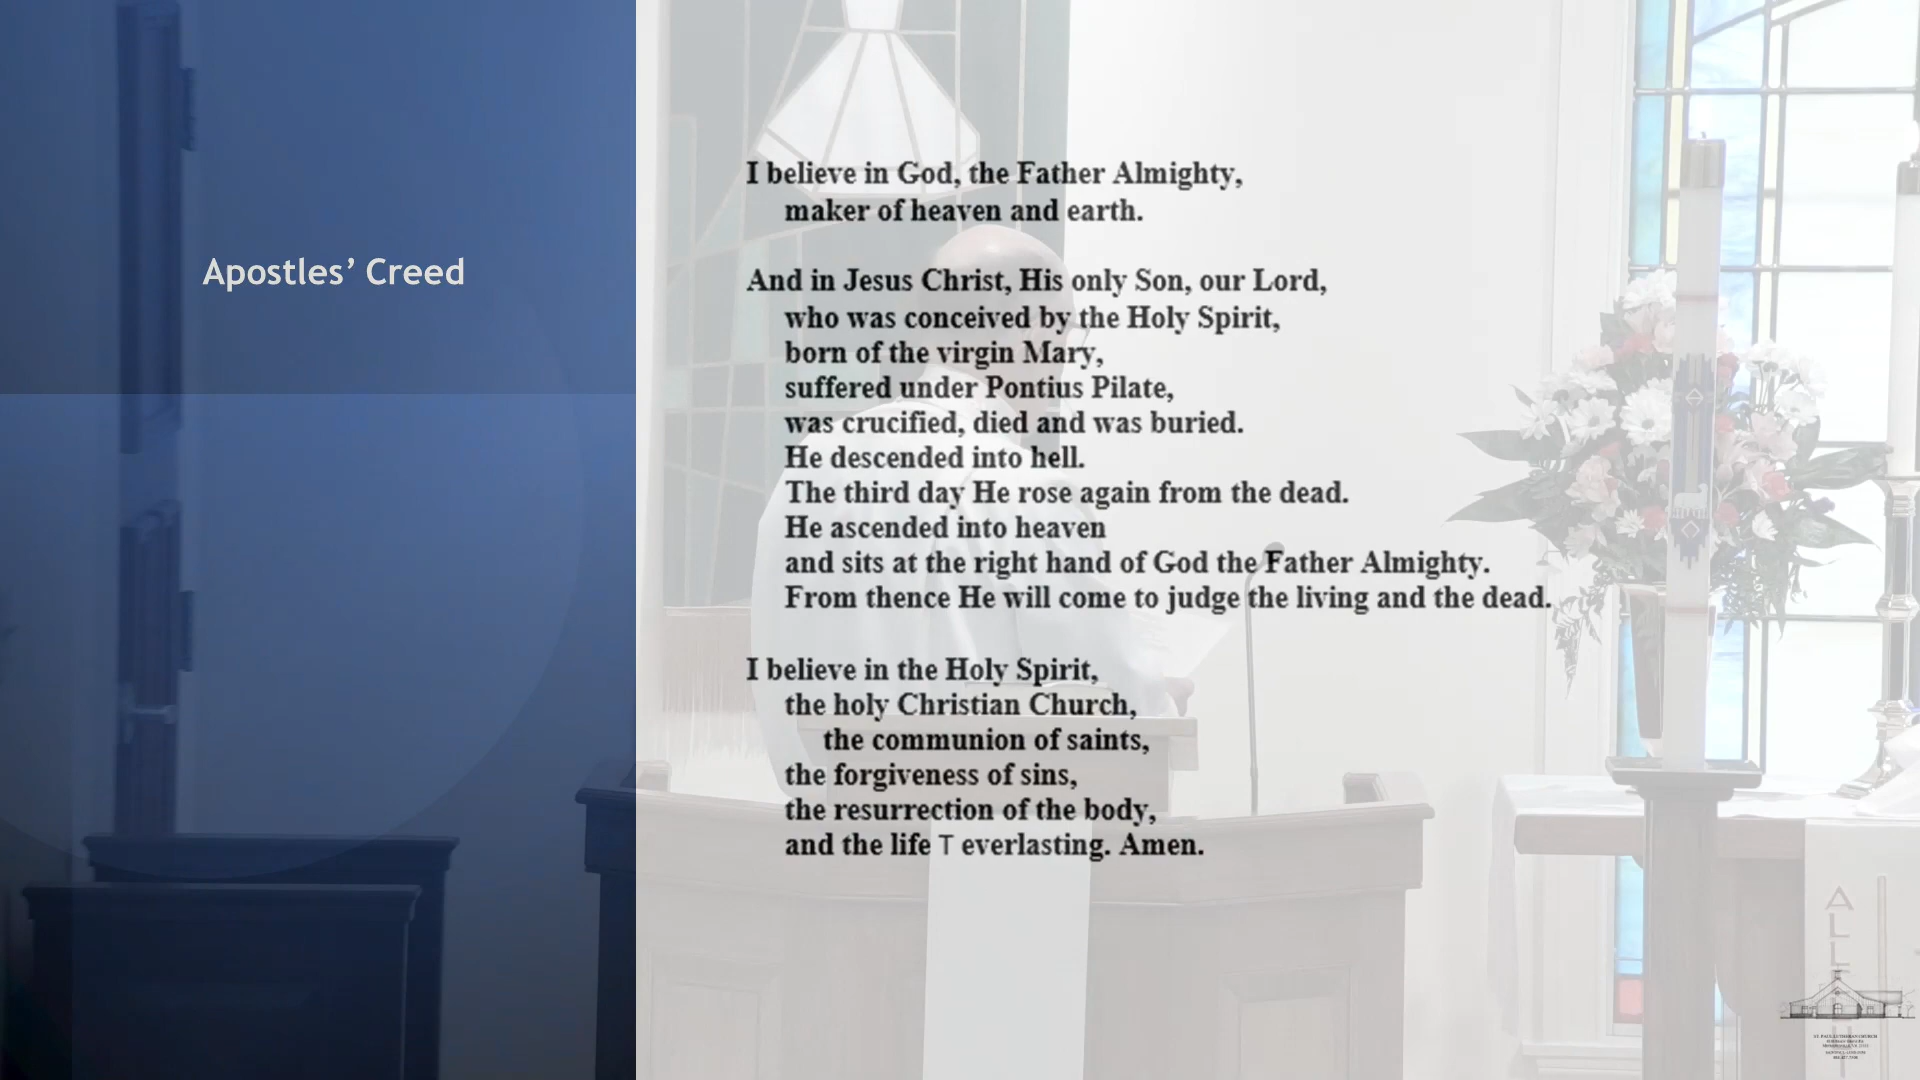 Apostles’ Creed
I believe in God, the Father Almighty,
maker of heaven and earth.
And in Jesus Christ, His only Son, our Lord,
who was conceived by the Holy Spirit,
born of the virgin Mary,
suffered under Pontius Pilate,
was crucified, died and was buried.
He descended into hell.
The third day He rose again from the dead.
He ascended into heaven
and sits at the right hand of God the Father Almighty.
From thence He will come to judge the living and the dead.
I believe in the Holy Spirit,
the holy Christian Church,
the communion of saints,
the forgiveness of sins,
the resurrection of the body,
and the life T everlasting. Amen.
ST. PAUL LUTHERAN CHURCH